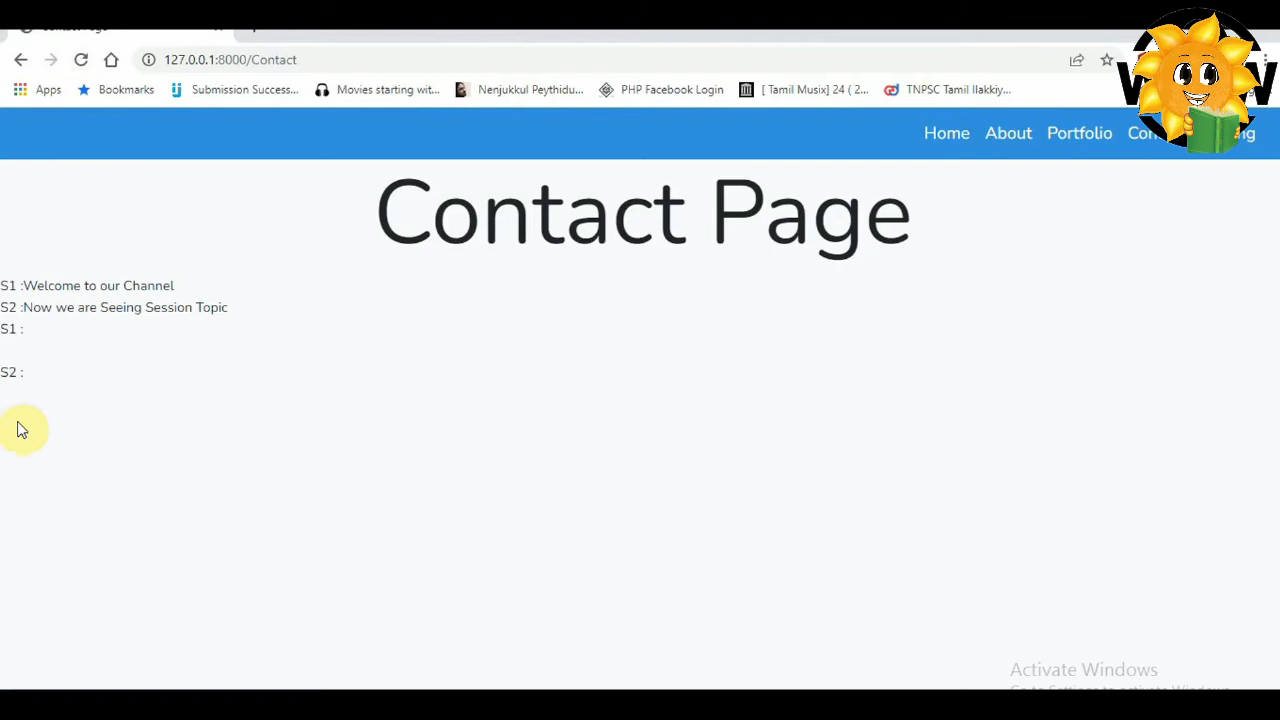 127.0.0.1:8000/Contact
Apps Bookmarks Submission Success... Movies starting wit... Nenjukkul Peythidu... PHP Facebook Login [ Tamil Musix] 24 ( 2... TNPSC Tamil Ilakkiy...
Home About Portfolio
Contact Page
S1 :Welcome to our Channel
S2 :Now we are Seeing Session Topic
S1 :
S2 :
Activate Windows